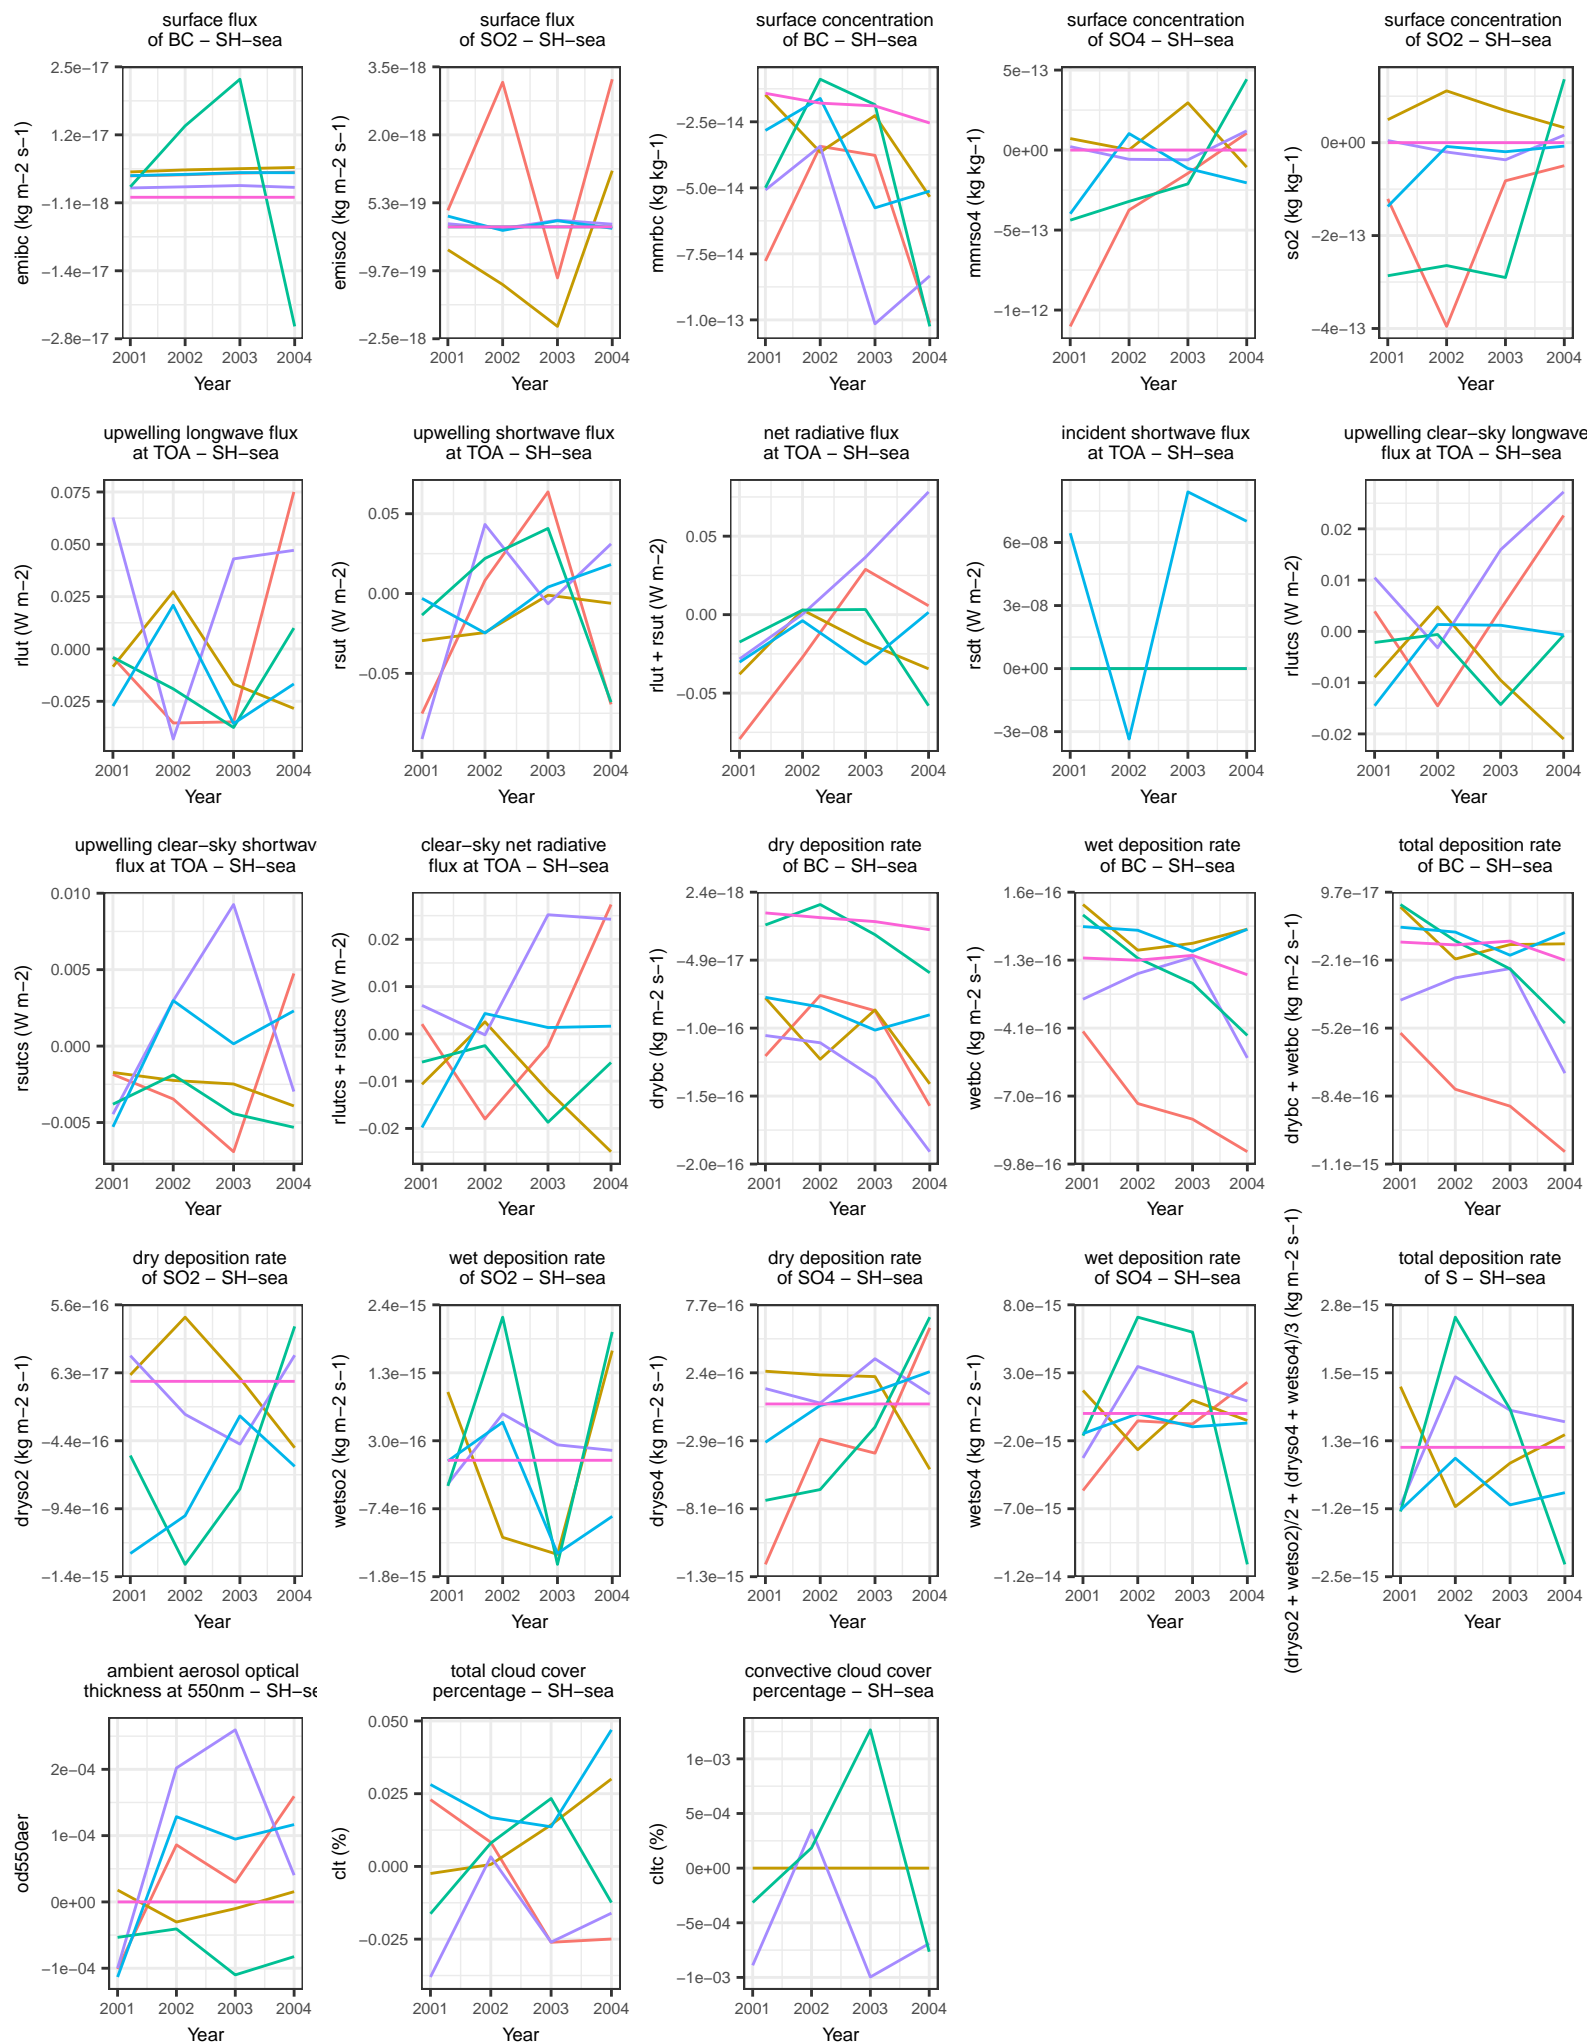 surface flux
of BC − SH−sea
emibc (kg m−2 s−1)
2.5e−17
1.2e−17
−1.1e−18
−1.4e−17
−2.8e−17
2001 2002 2003 2004
Year
surface flux
of SO2 − SH−sea
emiso2 (kg m−2 s−1)
3.5e−18
2.0e−18
5.3e−19
−9.7e−19
−2.5e−18
2001 2002 2003 2004
Year
surface concentration
of BC − SH−sea
mmrbc (kg kg−1)
−2.5e−14
−5.0e−14
−7.5e−14
−1.0e−13
2001 2002 2003 2004
Year
surface concentration
of SO4 − SH−sea
mmrso4 (kg kg−1)
5e−13
0e+00
−5e−13
−1e−12
2001 2002 2003 2004
Year
surface concentration
of SO2 − SH−sea
so2 (kg kg−1)
0e+00
−2e−13
−4e−13
2001 2002 2003 2004
Year
upwelling longwave flux
at TOA − SH−sea
rlut (W m−2)
0.075
0.050
0.025
0.000
−0.025
2001 2002 2003 2004
Year
upwelling shortwave flux
at TOA − SH−sea
rsut (W m−2)
0.05
0.00
−0.05
2001 2002 2003 2004
Year
net radiative flux
at TOA − SH−sea
rlut + rsut (W m−2)
0.05
0.00
−0.05
2001 2002 2003 2004
Year
incident shortwave flux
at TOA − SH−sea
rsdt (W m−2)
6e−08
3e−08
0e+00
−3e−08
2001 2002 2003 2004
Year
upwelling clear−sky longwave
flux at TOA − SH−sea
rlutcs (W m−2)
0.02
0.01
0.00
−0.01
−0.02
2001 2002 2003 2004
Year
upwelling clear−sky shortwav
flux at TOA − SH−sea
rsutcs (W m−2)
0.010
0.005
0.000
−0.005
2001 2002 2003 2004
Year
clear−sky net radiative
flux at TOA − SH−sea
rlutcs + rsutcs (W m−2)
0.02
0.01
0.00
−0.01
−0.02
2001 2002 2003 2004
Year
dry deposition rate
of BC − SH−sea
drybc (kg m−2 s−1)
2.4e−18
−4.9e−17
−1.0e−16
−1.5e−16
−2.0e−16
2001 2002 2003 2004
Year
wet deposition rate
of BC − SH−sea
wetbc (kg m−2 s−1)
1.6e−16
−1.3e−16
−4.1e−16
−7.0e−16
−9.8e−16
2001 2002 2003 2004
Year
total deposition rate
of BC − SH−sea
drybc + wetbc (kg m−2 s−1)
9.7e−17
−2.1e−16
−5.2e−16
−8.4e−16
−1.1e−15
2001 2002 2003 2004
Year
dry deposition rate
of SO2 − SH−sea
dryso2 (kg m−2 s−1)
5.6e−16
6.3e−17
−4.4e−16
−9.4e−16
−1.4e−15
2001 2002 2003 2004
Year
wet deposition rate
of SO2 − SH−sea
wetso2 (kg m−2 s−1)
2.4e−15
1.3e−15
3.0e−16
−7.4e−16
−1.8e−15
2001 2002 2003 2004
Year
dry deposition rate
of SO4 − SH−sea
dryso4 (kg m−2 s−1)
7.7e−16
2.4e−16
−2.9e−16
−8.1e−16
−1.3e−15
2001 2002 2003 2004
Year
wet deposition rate
of SO4 − SH−sea
wetso4 (kg m−2 s−1)
8.0e−15
3.0e−15
−2.0e−15
−7.0e−15
−1.2e−14
2001 2002 2003 2004
Year
total deposition rate
of S − SH−sea
(dryso2 + wetso2)/2 + (dryso4 + wetso4)/3 (kg m−2 s−1)
2.8e−15
1.5e−15
1.3e−16
−1.2e−15
−2.5e−15
2001 2002 2003 2004
Year
ambient aerosol optical
thickness at 550nm − SH−se
od550aer
2e−04
1e−04
0e+00
−1e−04
2001 2002 2003 2004
Year
total cloud cover
percentage − SH−sea
clt (%)
0.050
0.025
0.000
−0.025
2001 2002 2003 2004
Year
convective cloud cover
percentage − SH−sea
cltc (%)
1e−03
5e−04
0e+00
−5e−04
−1e−03
2001 2002 2003 2004
Year